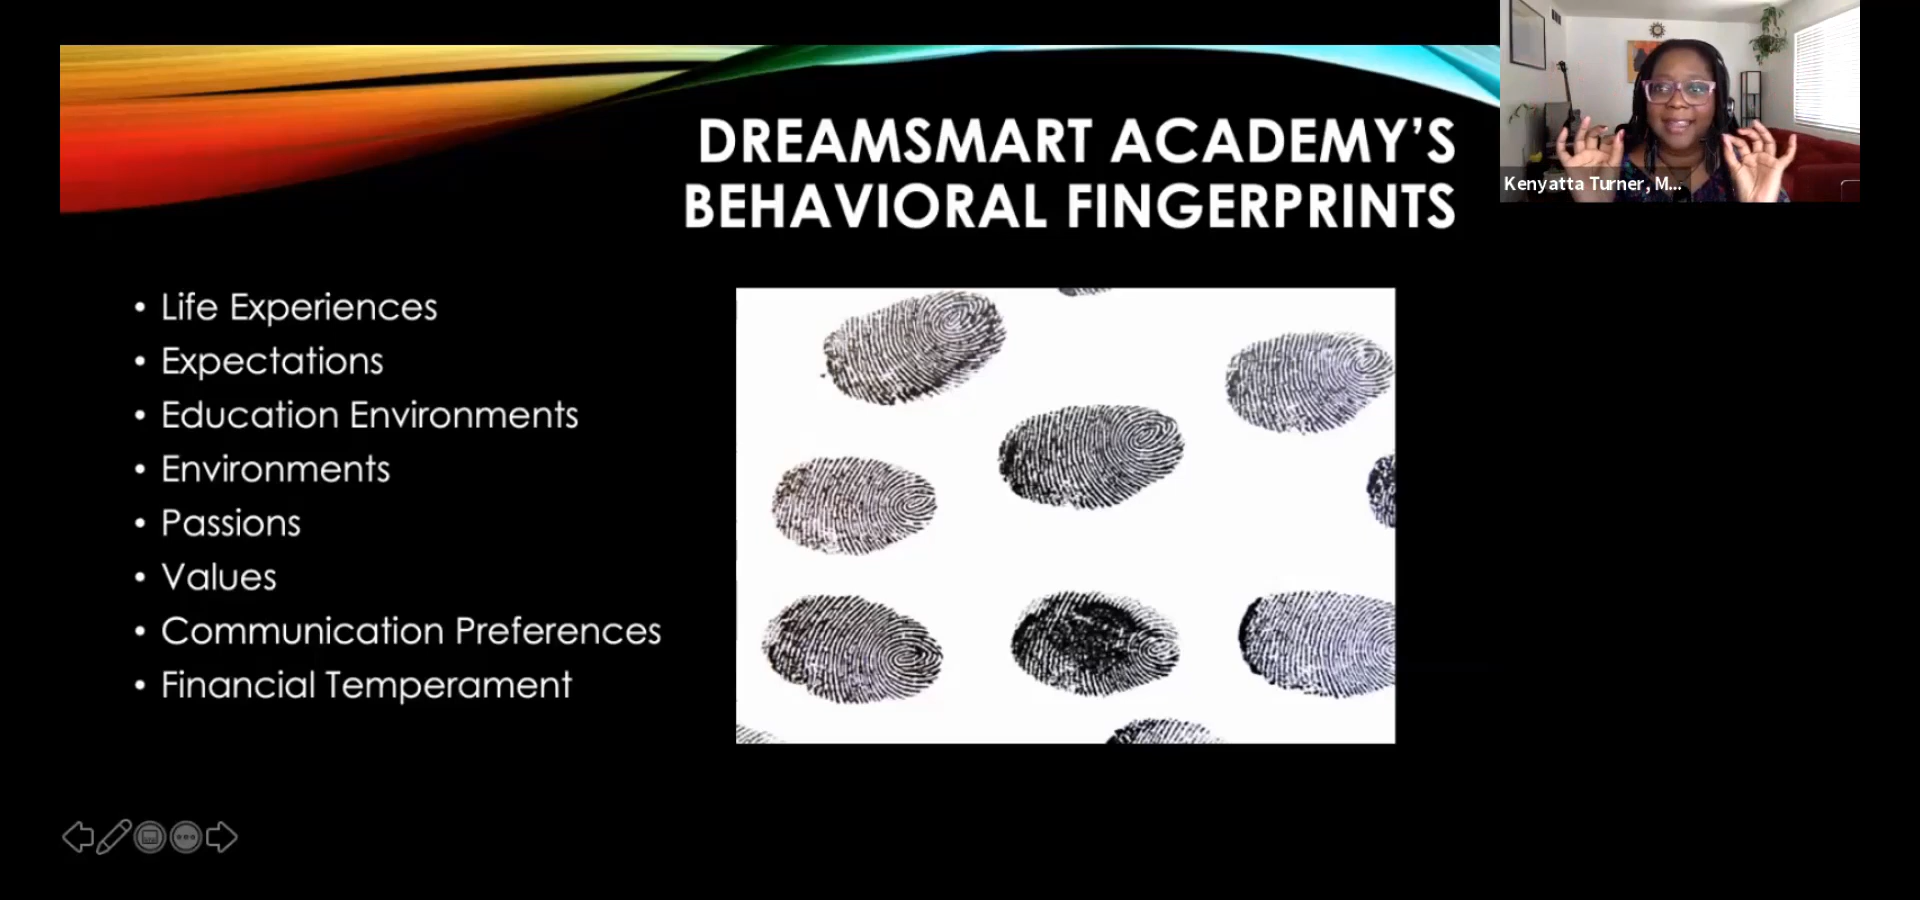 DREAMSMART ACADEMY’S
BEHAVIORAL FINGERPRINTS
Kenyatta Turner, M...
• Life Experiences
• Expectations
• Education Environments
• Environments
• Passions
• Values
• Communication Preferences
• Financial Temperament